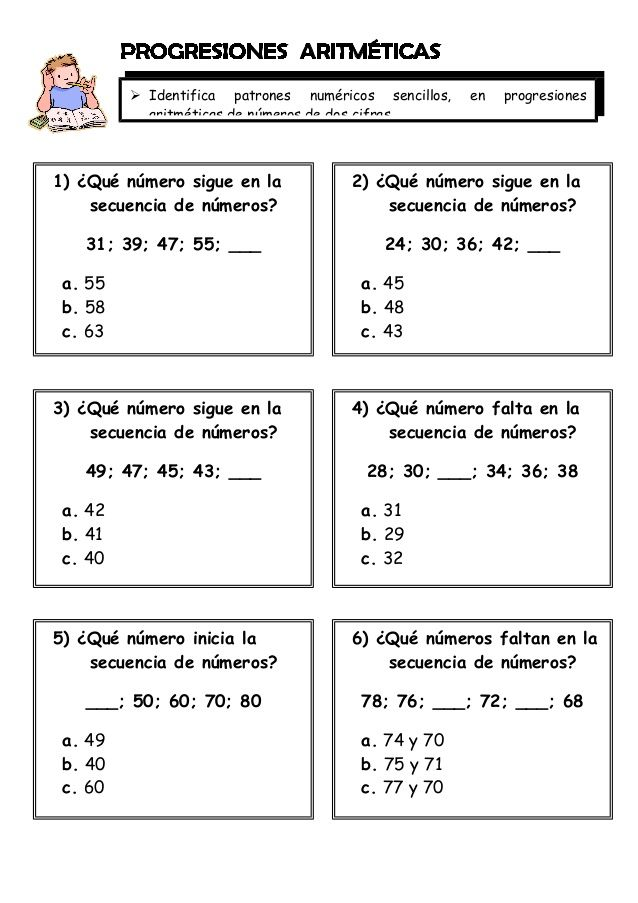 PROGRESIONES ARITMÉTICAS
➢ Identifica patrones numéricos sencillos, en progresiones
aritméticas de números de dos cifras
1) ¿Qué número sigue en la
secuencia de números?
31; 39; 47; 55; ___
a. 55
b. 58
c. 63
2) ¿Qué número sigue en la
secuencia de números?
24; 30; 36; 42; ___
a. 45
b. 48
c. 43
3) ¿Qué número sigue en la
secuencia de números?
49; 47; 45; 43; ___
a. 42
b. 41
c. 40
4) ¿Qué número falta en la
secuencia de números?
28; 30; ___; 34; 36; 38
a. 31
b. 29
c. 32
5) ¿Qué número inicia la
secuencia de números?
___; 50; 60; 70; 80
a. 49
b. 40
c. 60
6) ¿Qué números faltan en la
secuencia de números?
78; 76; ___; 72; ___; 68
a. 74 y 70
b. 75 y 71
c. 77 y 70